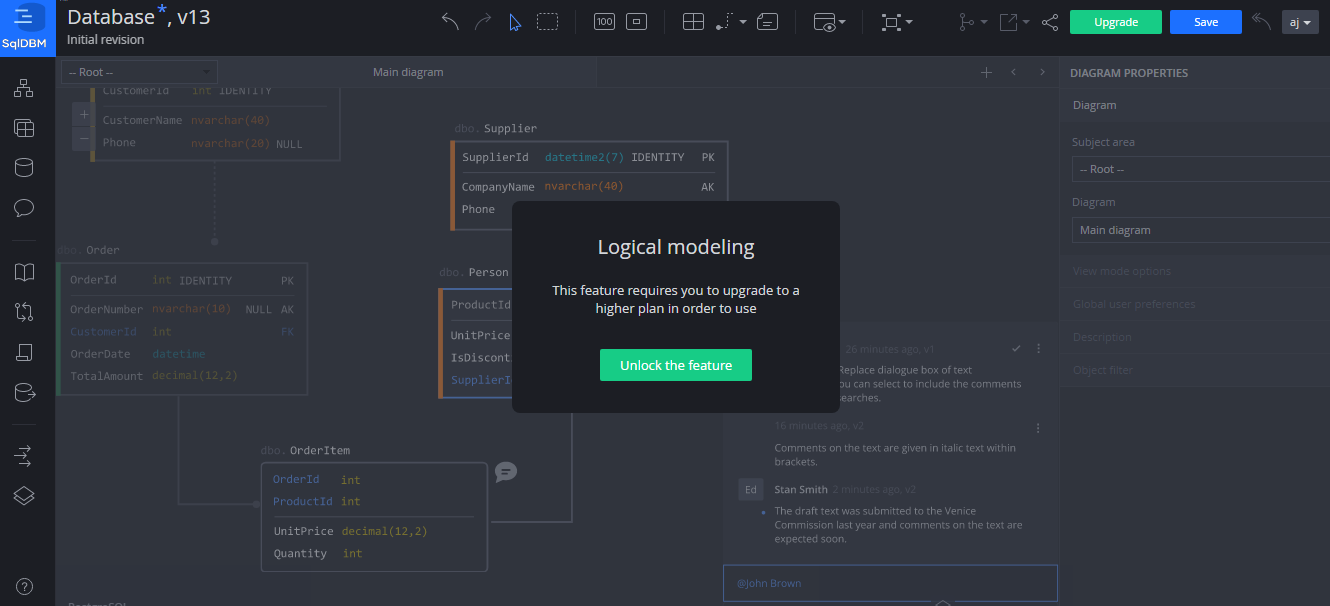 Database*, v13
Initial revision
SqlDBM
100
Upgrade
Save
aj
-- Root --
Main diagram
DIAGRAM PROPERTIES
Diagram
Subject area
-- Root --
Diagram
Main diagram
View mode options
Global user preferences
Description
Object filter
CustomerId int IDENTITY
CustomerName nvarchar(40)
Phone nvarchar(20) NULL
dbo. Supplier
SupplierId datetime2(7) IDENTITY PK
CompanyName nvarchar(40) AK
Phone
dbo. Order
OrderId int IDENTITY PK
OrderNumber nvarchar(10) NULL AK
CustomerId int FK
OrderDate datetime
TotalAmount decimal(12,2)
dbo. Person
ProductId
UnitPrice
IsDisconti
SupplierId
Logical modeling
This feature requires you to upgrade to a
higher plan in order to use
Unlock the feature
dbo. OrderItem
OrderId int
ProductId int
UnitPrice decimal(12,2)
Quantity int
26 minutes ago, v1
Replace dialogue box of text
you can select to include the comments
searches.
16 minutes ago, v2
Comments on the text are given in italic text within
brackets.
Ed Stan Smith 2 minutes ago, v2
The draft text was submitted to the Venice
Commission last year and comments on the text are
expected soon.
@John Brown
PostgreSQL